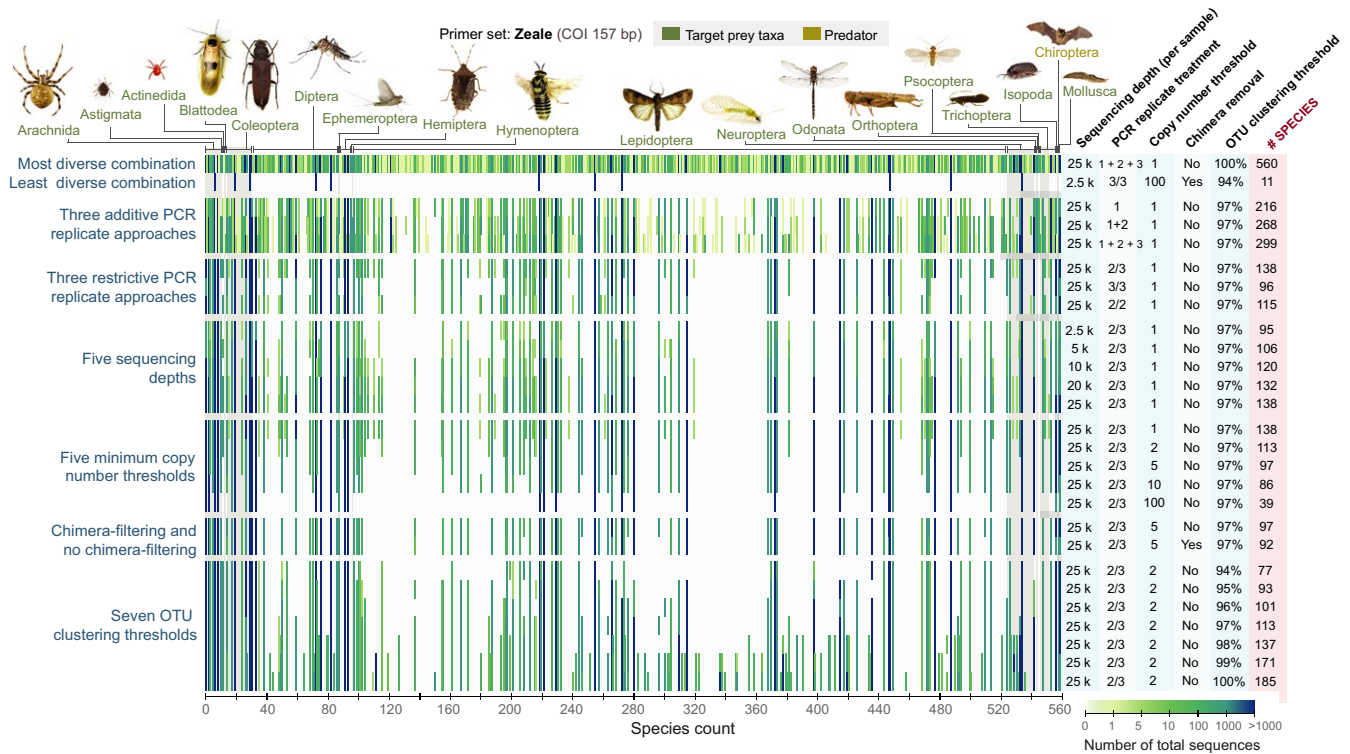 Primer set: Zeale (COI 157 bp)
Target prey taxa
Predator
Arachnida
Astigmata
Actinedida
Blattodea
Coleoptera
Diptera
Ephemeroptera
Hemiptera
Hymenoptera
Lepidoptera
Neuroptera
Odonata
Orthoptera
Psocoptera
Trichoptera
Isopoda
Chiroptera
Mollusca
Sequencing depth (per sample)
PCR replicate treatment
Copy number threshold
Chimera removal
OTU clustering threshold
# SPECIES
Most diverse combination 25 k 1 + 2 + 3 1 No 100% 560
Least diverse combination 2.5 k 3/3 100 Yes 94% 11
Three additive PCR
replicate approaches
25 k 1 1 No 97% 216
25 k 1+2 1 No 97% 268
25 k 1 + 2 + 3 1 No 97% 299
Three restrictive PCR
replicate approaches
25 k 2/3 1 No 97% 138
25 k 3/3 1 No 97% 96
25 k 2/2 1 No 97% 115
Five sequencing
depths
2.5 k 2/3 1 No 97% 95
5 k 2/3 1 No 97% 106
10 k 2/3 1 No 97% 120
20 k 2/3 1 No 97% 132
25 k 2/3 1 No 97% 138
Five minimum copy
number thresholds
25 k 2/3 1 No 97% 138
25 k 2/3 2 No 97% 113
25 k 2/3 5 No 97% 97
25 k 2/3 10 No 97% 86
25 k 2/3 100 No 97% 39
Chimera-filtering and
no chimera-filtering
25 k 2/3 5 No 97% 97
25 k 2/3 5 Yes 97% 92
Seven OTU
clustering thresholds
25 k 2/3 2 No 94% 77
25 k 2/3 2 No 95% 93
25 k 2/3 2 No 96% 101
25 k 2/3 2 No 97% 113
25 k 2/3 2 No 98% 137
25 k 2/3 2 No 99% 171
25 k 2/3 2 No 100% 185
0 40 80 120 160 200 240 280 320 360 400 440 480 520 560
Species count
0 1 5 10 100 1000 >1000
Number of total sequences